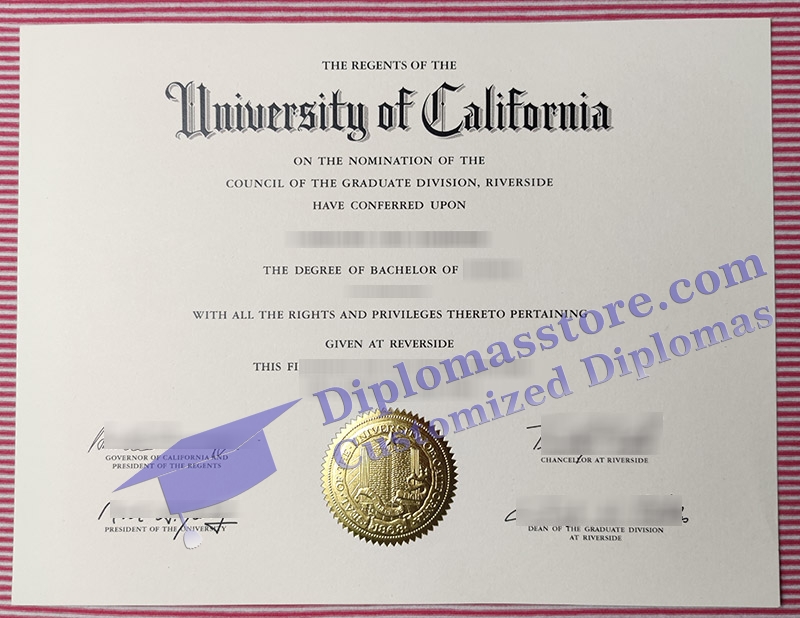 THE REGENTS OF THE
University of California
ON THE NOMINATION OF THE
COUNCIL OF THE GRADUATE DIVISION, RIVERSIDE
HAVE CONFERRED UPON
THE DEGREE OF BACHELOR OF
WITH ALL THE RIGHTS AND PRIVILEGES THERETO PERTAINING
GIVEN AT RIVERSIDE
THIS
Diplomasstore.com
Customized Diplomas
GOVERNOR OF CALIFORNIA AND
PRESIDENT OF THE REGENTS
CHANCELLOR AT RIVERSIDE
PRESIDENT OF THE UNIVERSITY
DEAN OF THE GRADUATE DIVISION
AT RIVERSIDE